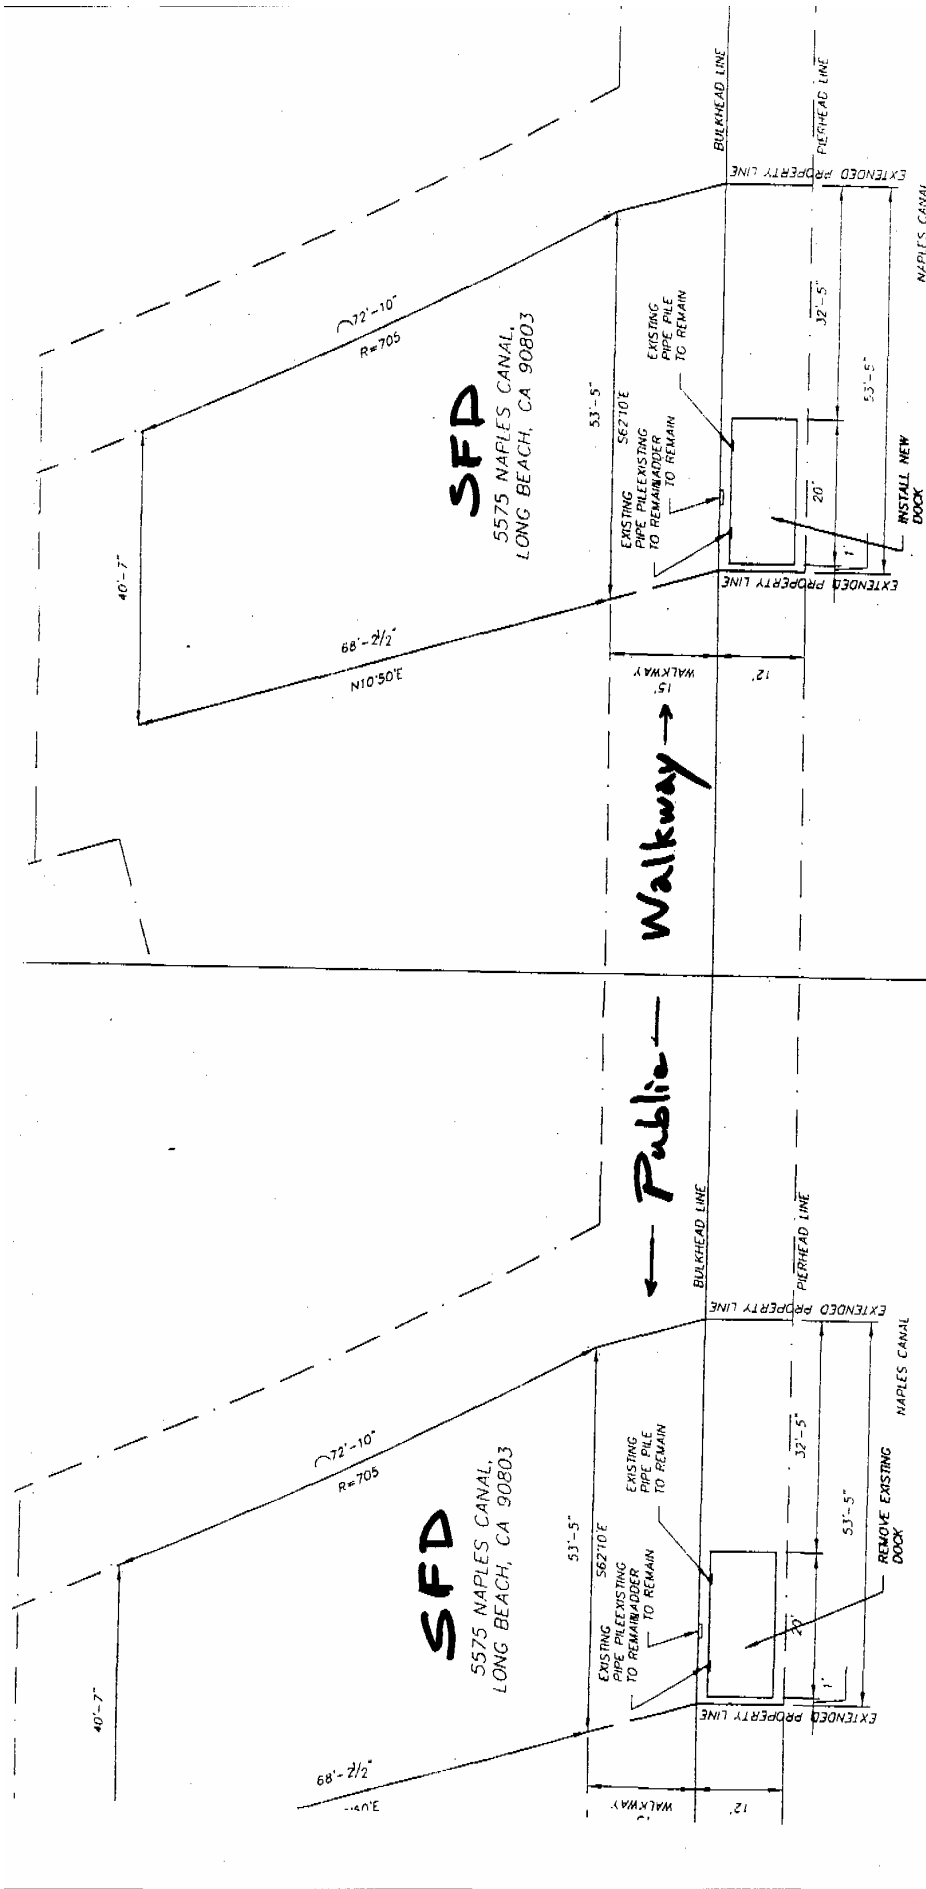 BULKHEAD LINE
PIERHEAD LINE
EXTENDED PROPERTY LINE
NAPLES CANAL
72'-10"
R=705
SFD
5575 NAPLES CANAL,
LONG BEACH, CA 90803
40'-7"
68'-2 1/2"
N10°50'E
53'-5"
S62°10'E
EXISTING
PIPE PILE
TO REMAIN
EXISTING
LADDER
TO REMAIN
EXISTING
PIPE PILE
TO REMAIN
32'-5"
53'-5"
20'
1'
INSTALL NEW
DOCK
EXTENDED PROPERTY LINE
15'
WALKWAY
12'
← Public — Walkway →
BULKHEAD LINE
PIERHEAD LINE
EXTENDED PROPERTY LINE
NAPLES CANAL
72'-10"
R=705
SFD
5575 NAPLES CANAL,
LONG BEACH, CA 90803
40'-7"
68'-2 1/2"
53'-5"
S62°10'E
EXISTING
PIPE PILE
TO REMAIN
EXISTING
LADDER
TO REMAIN
EXISTING
PIPE PILE
TO REMAIN
32'-5"
53'-5"
20'
1'
REMOVE EXISTING
DOCK
EXTENDED PROPERTY LINE
WALKWAY
12'